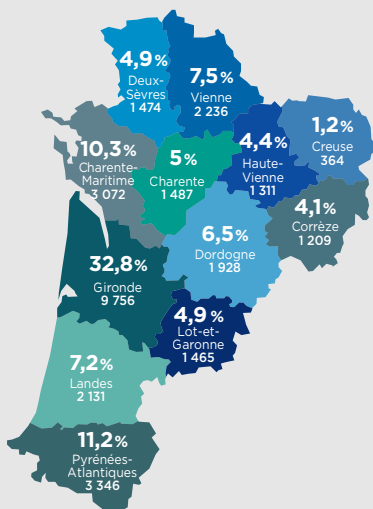 4,9 %
Deux-
Sèvres
1 474
7,5 %
Vienne
2 236
10,3 %
Charente-
Maritime
3 072
5 %
Charente
1 487
4,4 %
Haute-
Vienne
1 311
1,2 %
Creuse
364
4,1 %
Corrèze
1 209
6,5 %
Dordogne
1 928
32,8 %
Gironde
9 756
4,9 %
Lot-et-
Garonne
1 465
7,2 %
Landes
2 131
11,2 %
Pyrénées-
Atlantiques
3 346